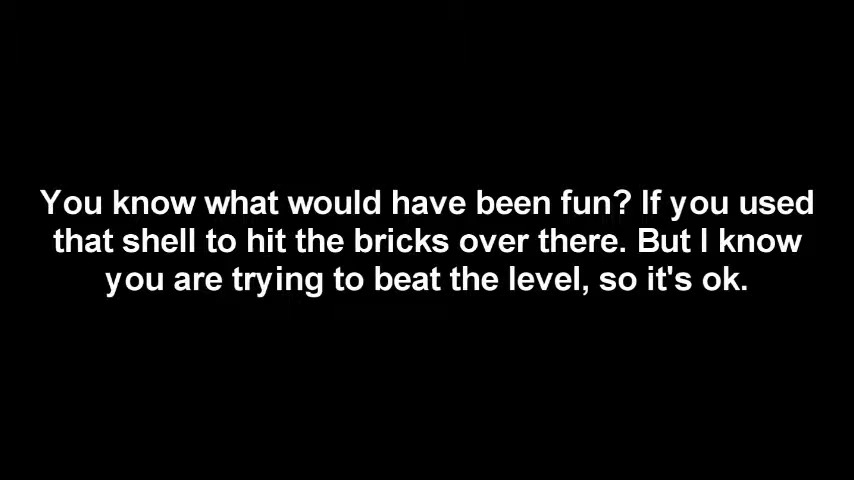 You know what would have been fun? If you used
that shell to hit the bricks over there. But I know
you are trying to beat the level, so it's ok.